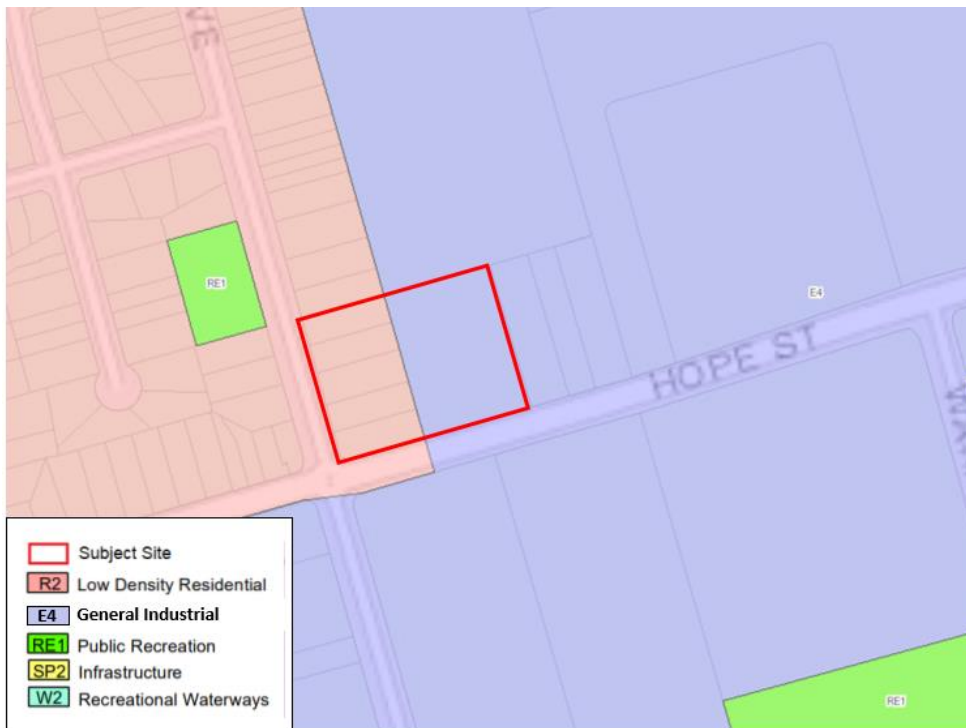 VE
RE1
E4
HOPE ST
RE1
Subject Site
R2 Low Density Residential
E4 General Industrial
RE1 Public Recreation
SP2 Infrastructure
W2 Recreational Waterways